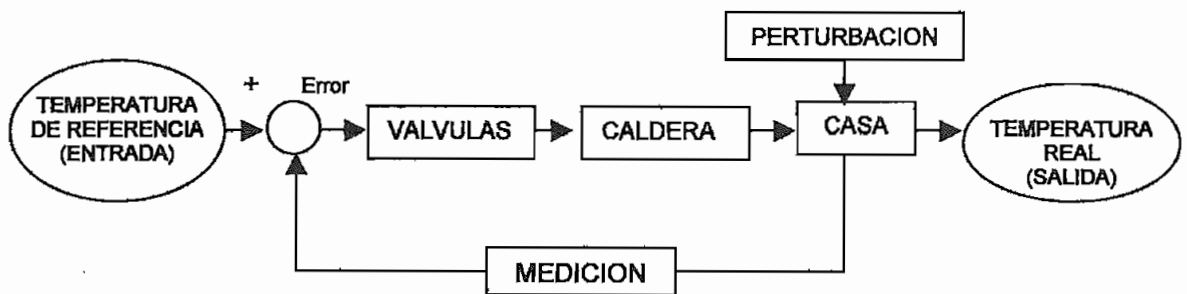 PERTURBACION
+ Error
TEMPERATURA
DE REFERENCIA
(ENTRADA)
VALVULAS
CALDERA
CASA
TEMPERATURA
REAL
(SALIDA)
MEDICION